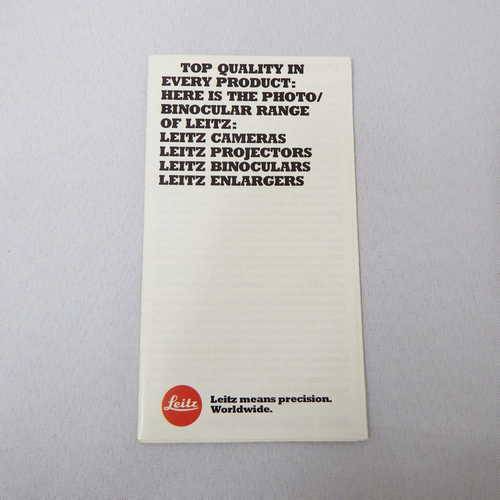 TOP QUALITY IN
EVERY PRODUCT:
HERE IS THE PHOTO/
BINOCULAR RANGE
OF LEITZ:
LEITZ CAMERAS
LEITZ PROJECTORS
LEITZ BINOCULARS
LEITZ ENLARGERS
Leitz
Leitz means precision.
Worldwide.